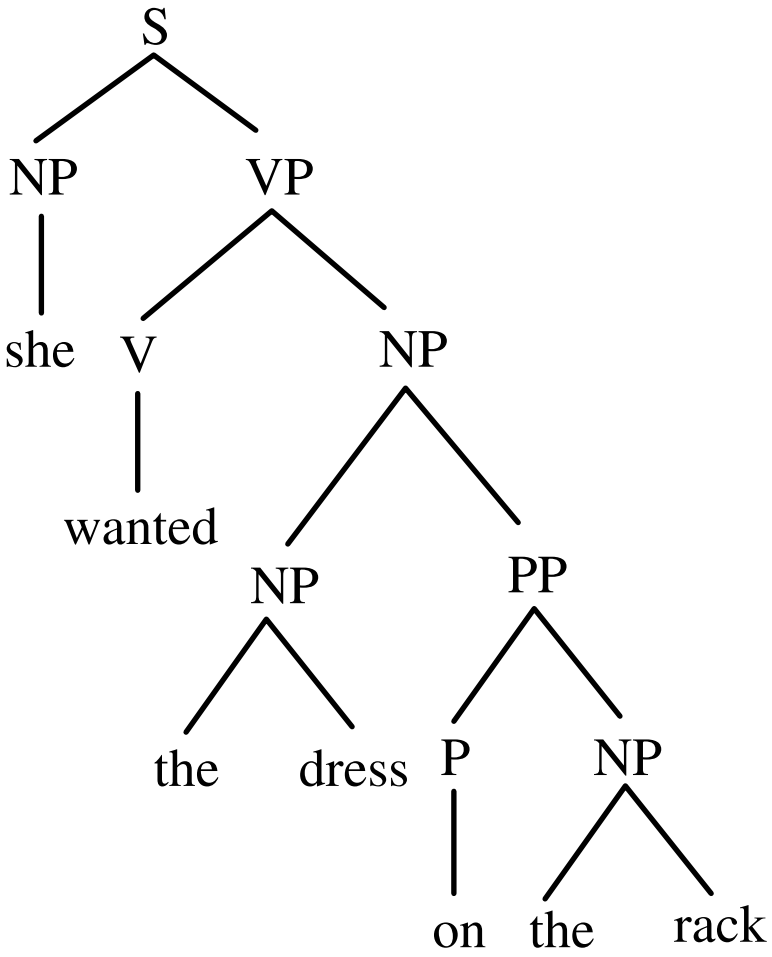 S
NP VP
she V NP
wanted
NP PP
the dress P NP
on the rack